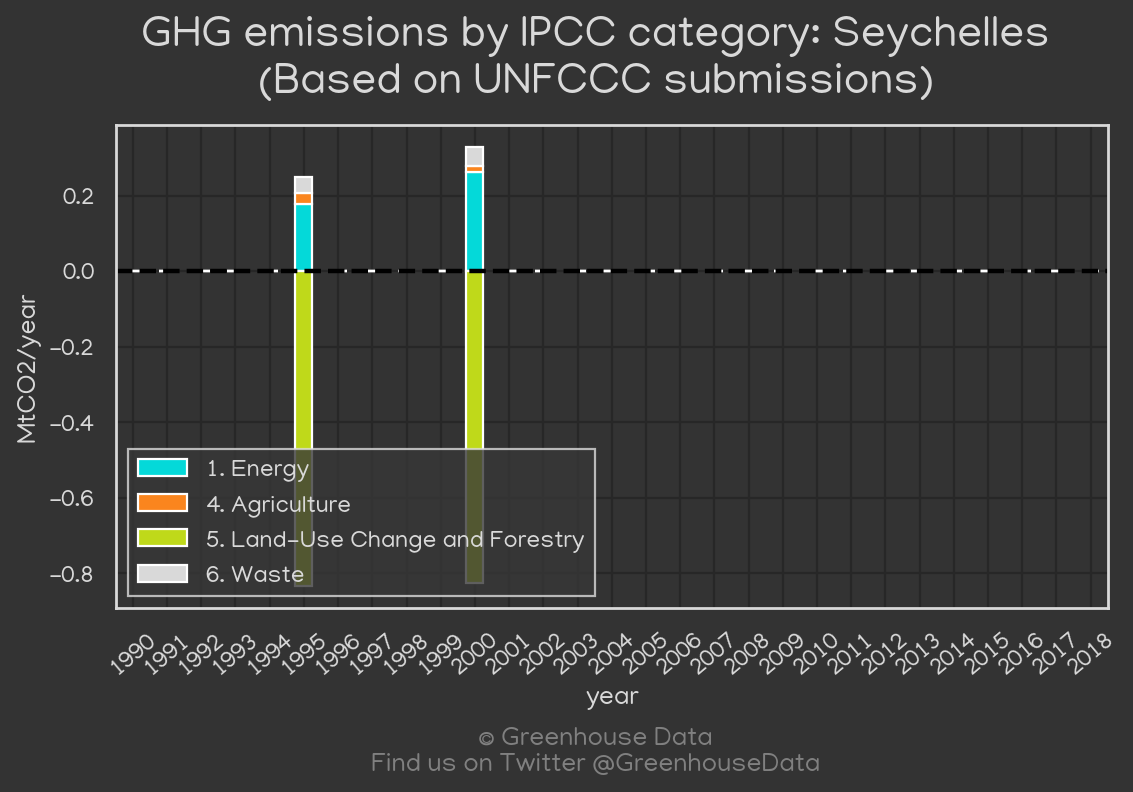 GHG emissions by IPCC category: Seychelles
(Based on UNFCCC submissions)
MtCO2/year
0.2
0.0
−0.2
−0.4
−0.6
−0.8
1. Energy
4. Agriculture
5. Land-Use Change and Forestry
6. Waste
1990 1991 1992 1993 1994 1995 1996 1997 1998 1999 2000 2001 2002 2003 2004 2005 2006 2007 2008 2009 2010 2011 2012 2013 2014 2015 2016 2017 2018
year
© Greenhouse Data
Find us on Twitter @GreenhouseData